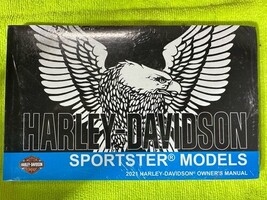 HARLEY-DAVIDSON
SPORTSTER® MODELS
2021 HARLEY-DAVIDSON® OWNER'S MANUAL